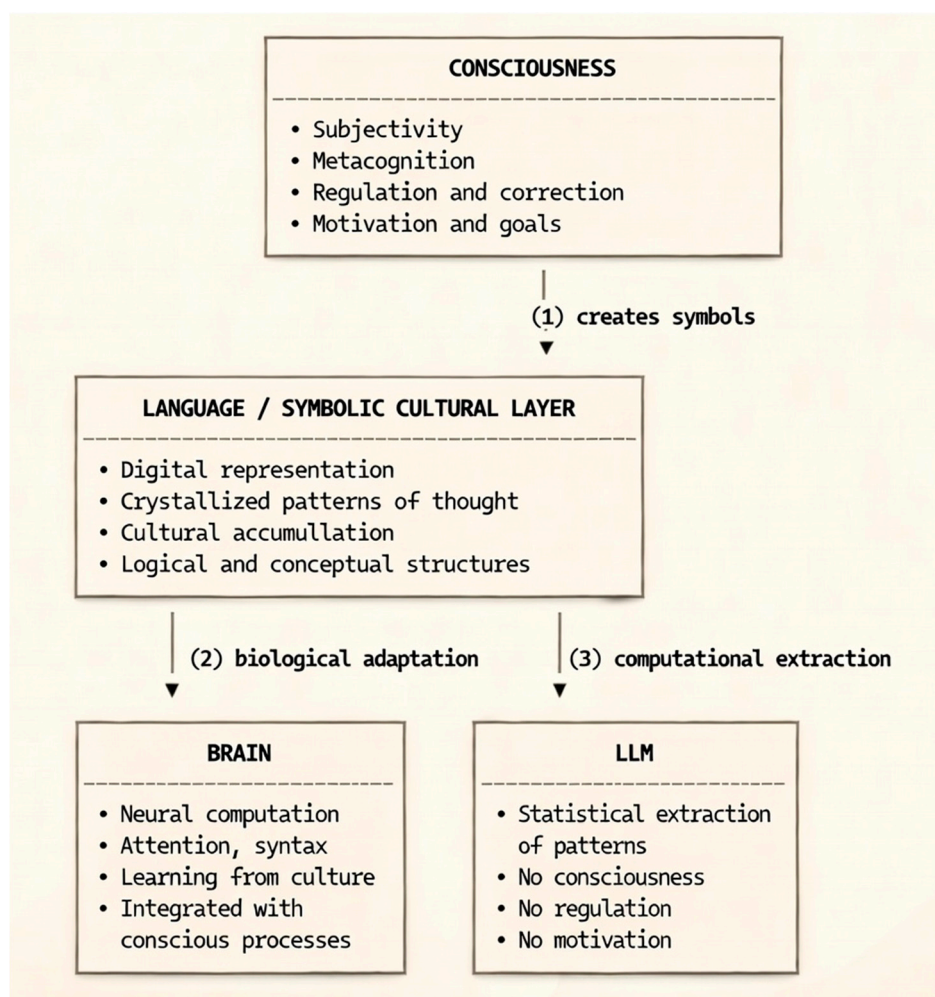 CONSCIOUSNESS
• Subjectivity
• Metacognition
• Regulation and correction
• Motivation and goals
(1) creates symbols
LANGUAGE / SYMBOLIC CULTURAL LAYER
• Digital representation
• Crystallized patterns of thought
• Cultural accumullation
• Logical and conceptual structures
(2) biological adaptation
(3) computational extraction
BRAIN
• Neural computation
• Attention, syntax
• Learning from culture
• Integrated with
conscious processes
LLM
• Statistical extraction
of patterns
• No consciousness
• No regulation
• No motivation